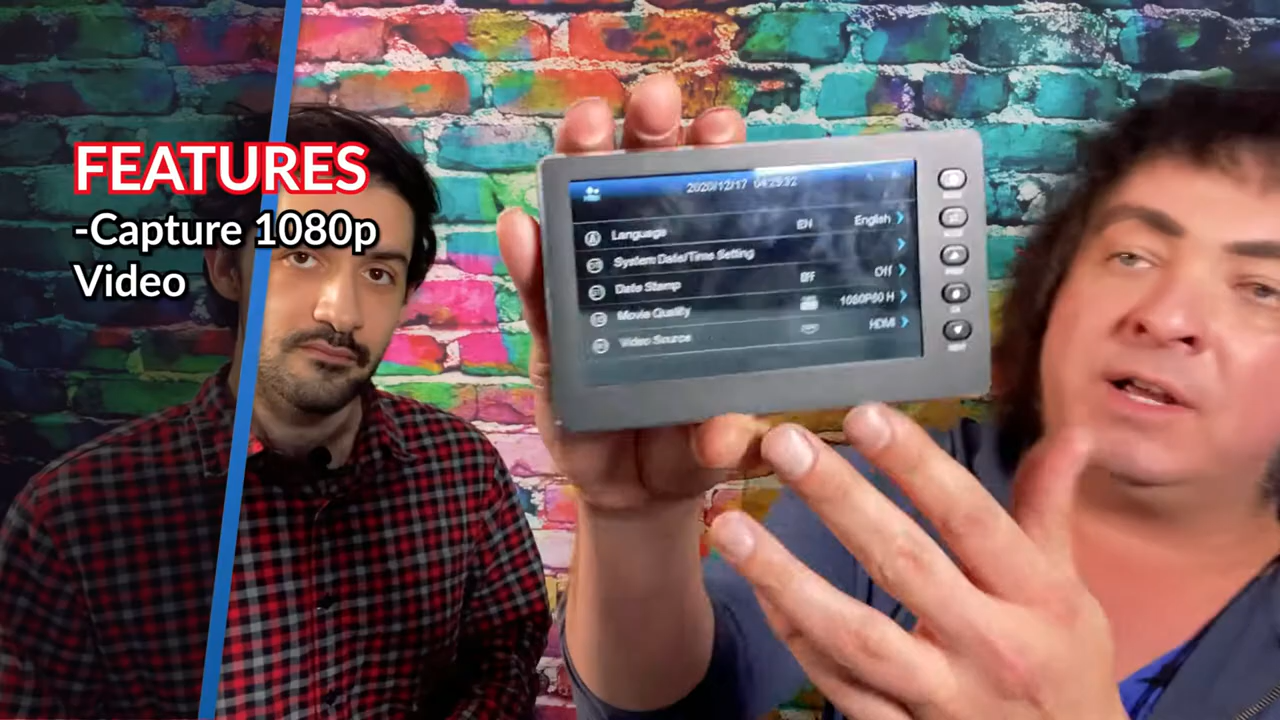 FEATURES
-Capture 1080p
Video
2020/12/17 04:29:32
Language EN English
System Date/Time Setting
Date Stamp OFF Off
Movie Quality 1080P60 H
Video Source HDMI